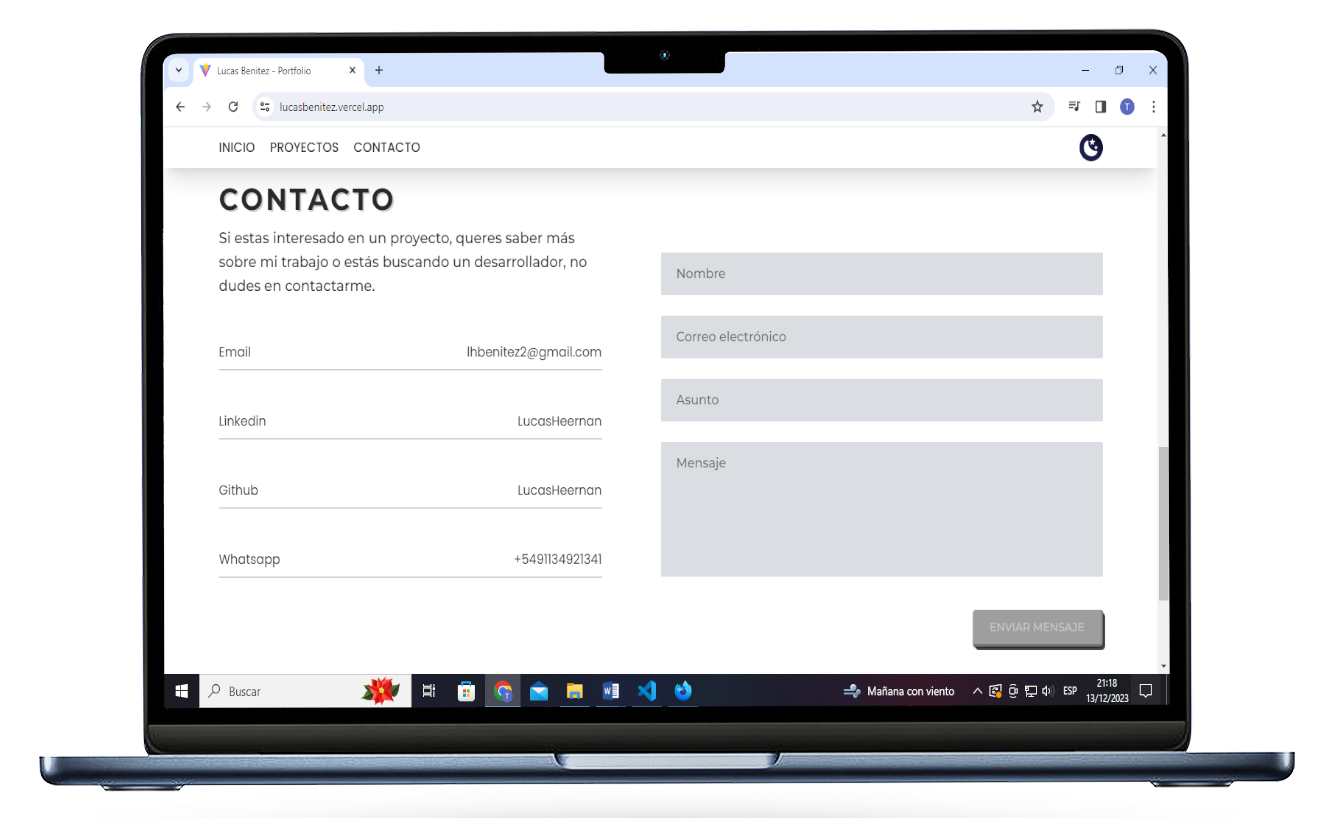 Lucas Benitez - Portfolio
lucasbenitez.vercel.app
T
INICIO PROYECTOS CONTACTO
CONTACTO
Si estas interesado en un proyecto, queres saber más
sobre mi trabajo o estás buscando un desarrollador, no
dudes en contactarme.
Email lhbenitez2@gmail.com
Linkedin LucasHeernan
Github LucasHeernan
Whatsapp +5491134921341
Nombre
Correo electrónico
Asunto
Mensaje
ENVIAR MENSAJE
Buscar
Mañana con viento
ESP
21:18
13/12/2023